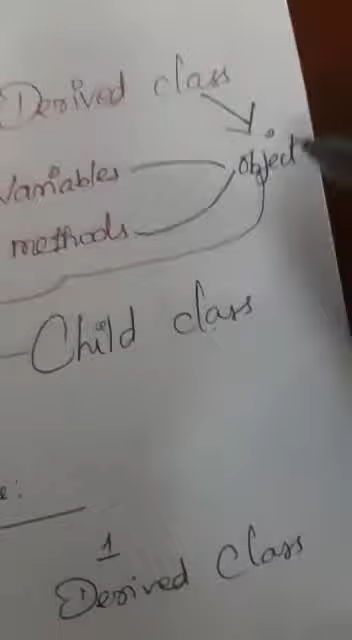 Derived class
Variables
object
methods
Child class
e:
1
Derived Class